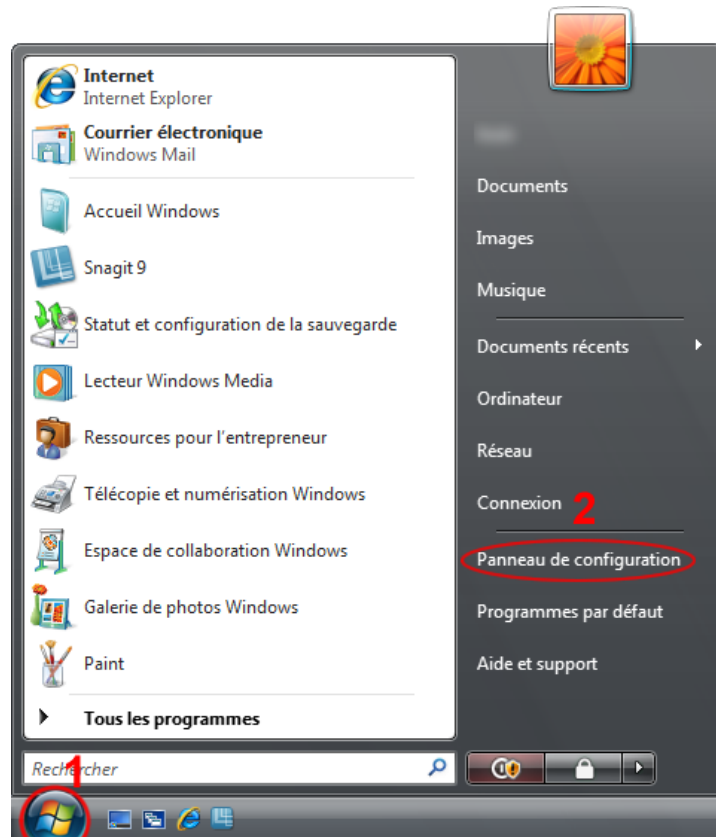 Internet
Internet Explorer
Courrier électronique
Windows Mail
Accueil Windows
Snagit 9
Statut et configuration de la sauvegarde
Lecteur Windows Media
Ressources pour l'entrepreneur
Télécopie et numérisation Windows
Espace de collaboration Windows
Galerie de photos Windows
Paint
Tous les programmes
Rechercher
1
Documents
Images
Musique
Documents récents
Ordinateur
Réseau
Connexion
2
Panneau de configuration
Programmes par défaut
Aide et support